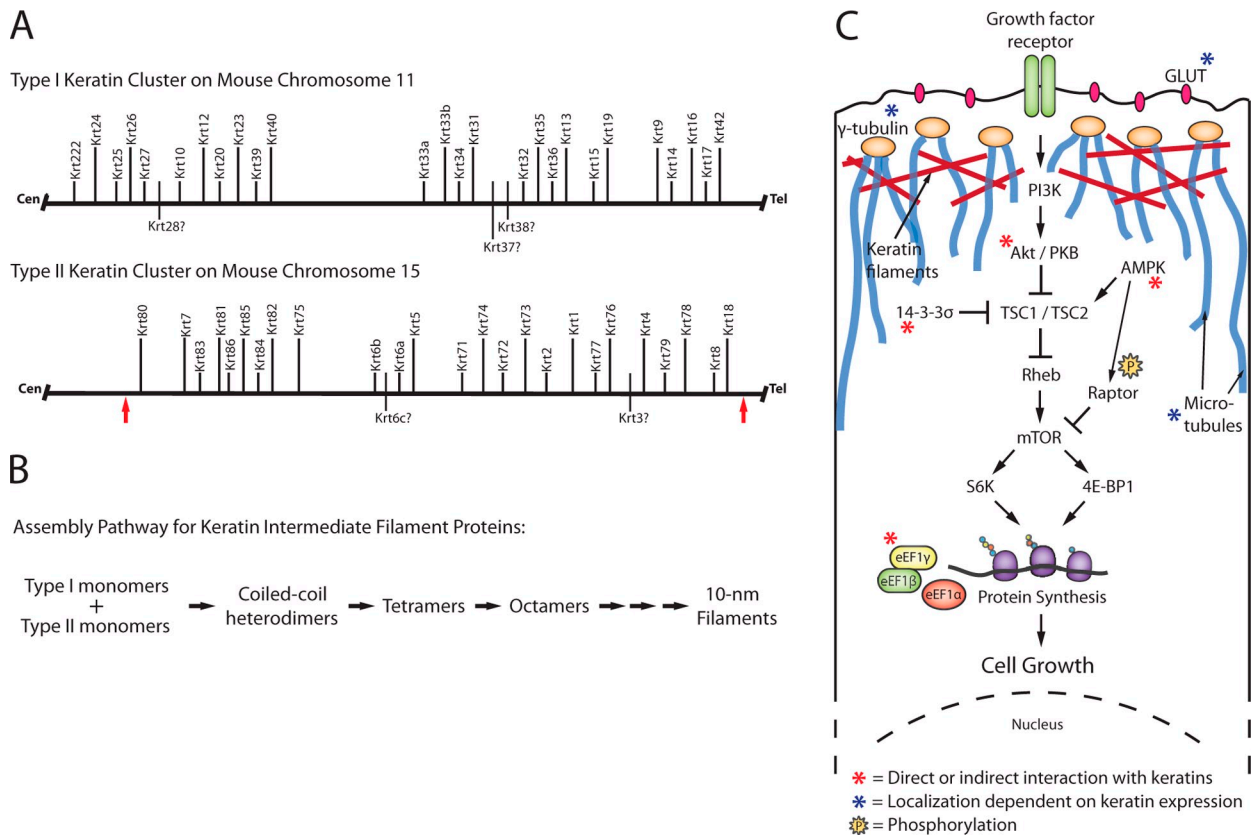 A
Type I Keratin Cluster on Mouse Chromosome 11
Krt222
Krt24
Krt25
Krt26
Krt27
Krt10
Krt12
Krt20
Krt23
Krt39
Krt40
Krt33a
Krt33b
Krt34
Krt31
Krt32
Krt35
Krt36
Krt13
Krt15
Krt19
Krt9
Krt14
Krt16
Krt17
Krt42
Cen
Tel
Krt28?
Krt38?
Krt37?
Type II Keratin Cluster on Mouse Chromosome 15
Krt80
Krt7
Krt83
Krt81
Krt86
Krt85
Krt84
Krt82
Krt75
Krt6b
Krt6a
Krt5
Krt71
Krt74
Krt72
Krt73
Krt2
Krt1
Krt77
Krt76
Krt4
Krt79
Krt78
Krt8
Krt18
Cen
Tel
Krt6c?
Krt3?
B
Assembly Pathway for Keratin Intermediate Filament Proteins:
Type I monomers
+
Type II monomers
Coiled-coil
heterodimers
Tetramers
Octamers
10-nm
Filaments
C
Growth factor
receptor
GLUT
*
*
γ-tubulin
PI3K
Keratin
filaments
*
Akt / PKB
AMPK
*
14-3-3σ
*
TSC1 / TSC2
Rheb
P
Raptor
*
Micro-
tubules
mTOR
S6K
4E-BP1
*
eEF1γ
eEF1β
eEF1α
Protein Synthesis
Cell Growth
Nucleus
* = Direct or indirect interaction with keratins
* = Localization dependent on keratin expression
P = Phosphorylation